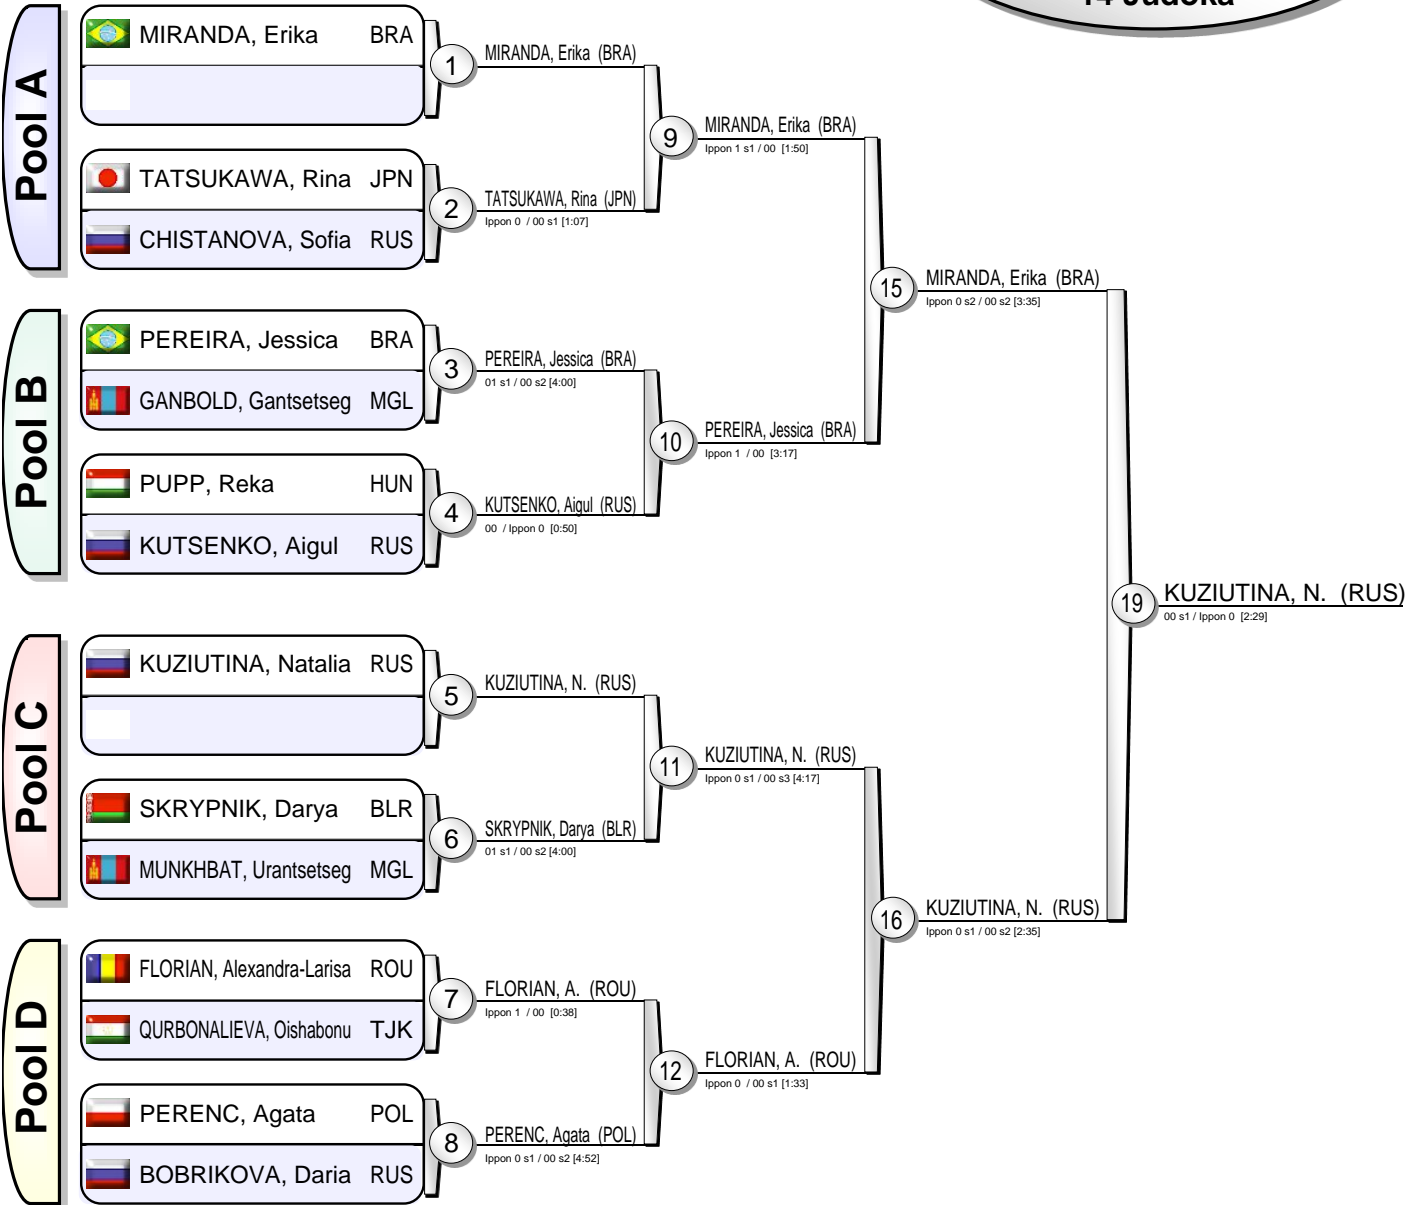 14 Judoka
Pool A
MIRANDA, Erika BRA
1
MIRANDA, Erika (BRA)
TATSUKAWA, Rina JPN
CHISTANOVA, Sofia RUS
2
TATSUKAWA, Rina (JPN)
Ippon 0 / 00 s1 [1:07]
9
MIRANDA, Erika (BRA)
Ippon 1 s1 / 00 [1:50]
Pool B
PEREIRA, Jessica BRA
GANBOLD, Gantsetseg MGL
3
PEREIRA, Jessica (BRA)
01 s1 / 00 s2 [4:00]
PUPP, Reka HUN
KUTSENKO, Aigul RUS
4
KUTSENKO, Aigul (RUS)
00 / Ippon 0 [0:50]
10
PEREIRA, Jessica (BRA)
Ippon 1 / 00 [3:17]
15
MIRANDA, Erika (BRA)
Ippon 0 s2 / 00 s2 [3:35]
Pool C
KUZIUTINA, Natalia RUS
5
KUZIUTINA, N. (RUS)
SKRYPNIK, Darya BLR
MUNKHBAT, Urantsetseg MGL
6
SKRYPNIK, Darya (BLR)
01 s1 / 00 s2 [4:00]
11
KUZIUTINA, N. (RUS)
Ippon 0 s1 / 00 s3 [4:17]
Pool D
FLORIAN, Alexandra-Larisa ROU
QURBONALIEVA, Oishabonu TJK
7
FLORIAN, A. (ROU)
Ippon 1 / 00 [0:38]
PERENC, Agata POL
BOBRIKOVA, Daria RUS
8
PERENC, Agata (POL)
Ippon 0 s1 / 00 s2 [4:52]
12
FLORIAN, A. (ROU)
Ippon 0 / 00 s1 [1:33]
16
KUZIUTINA, N. (RUS)
Ippon 0 s1 / 00 s2 [2:35]
19
KUZIUTINA, N. (RUS)
00 s1 / Ippon 0 [2:29]